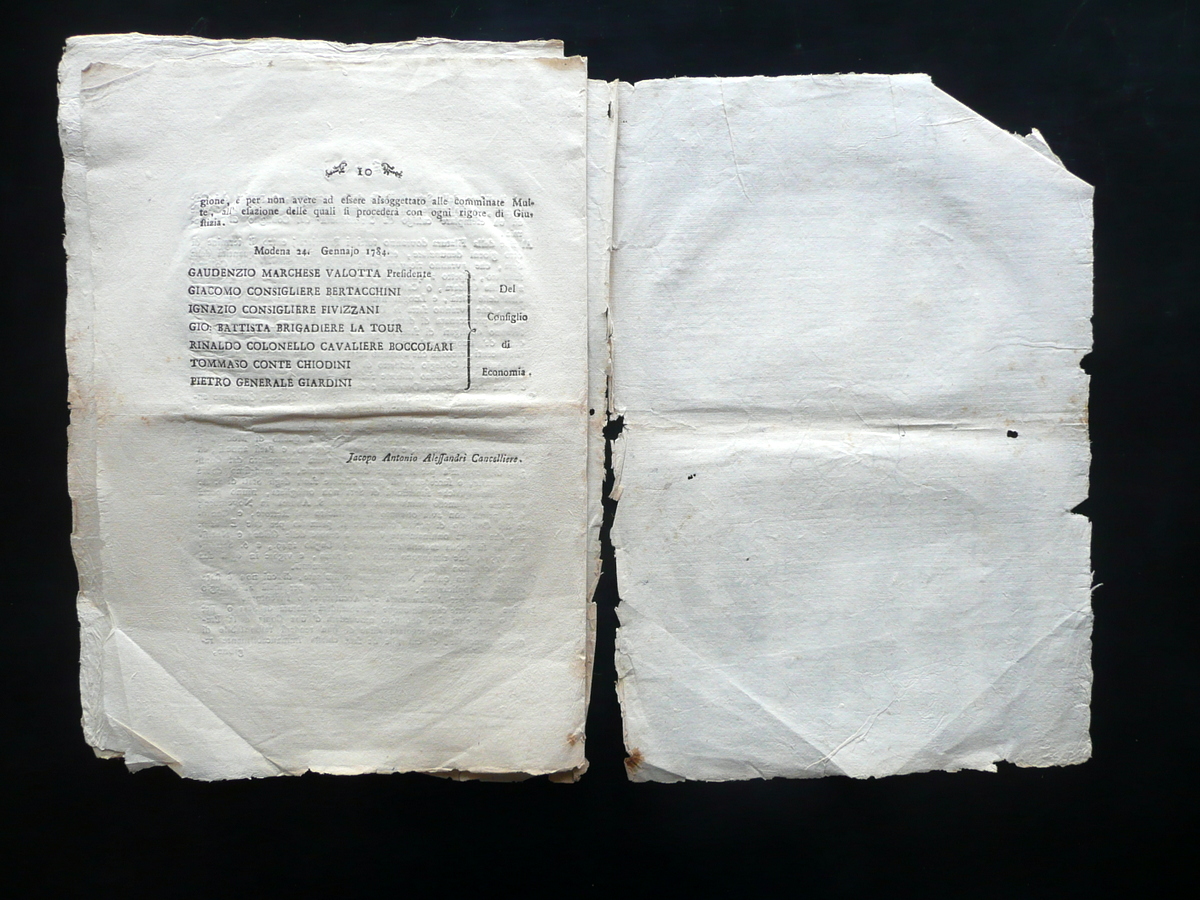 10
gione, e per non avere ad essere assoggettato alle comminate Mul-
te, all' esazione delle quali si procederà con ogni rigore di Giu-
stizia.
Modena 24. Gennajo 1784.
GAUDENZIO MARCHESE VALOTTA Presidente
GIACOMO CONSIGLIERE BERTACCHINI
IGNAZIO CONSIGLIERE FIVIZZANI
GIO: BATTISTA BRIGADIERE LA TOUR
RINALDO COLONELLO CAVALIERE BOCCOLARI
TOMMASO CONTE CHIODINI
PIETRO GENERALE GIARDINI
Del
Consiglio
di
Economia.
Jacopo Antonio Alessandri Cancelliere.